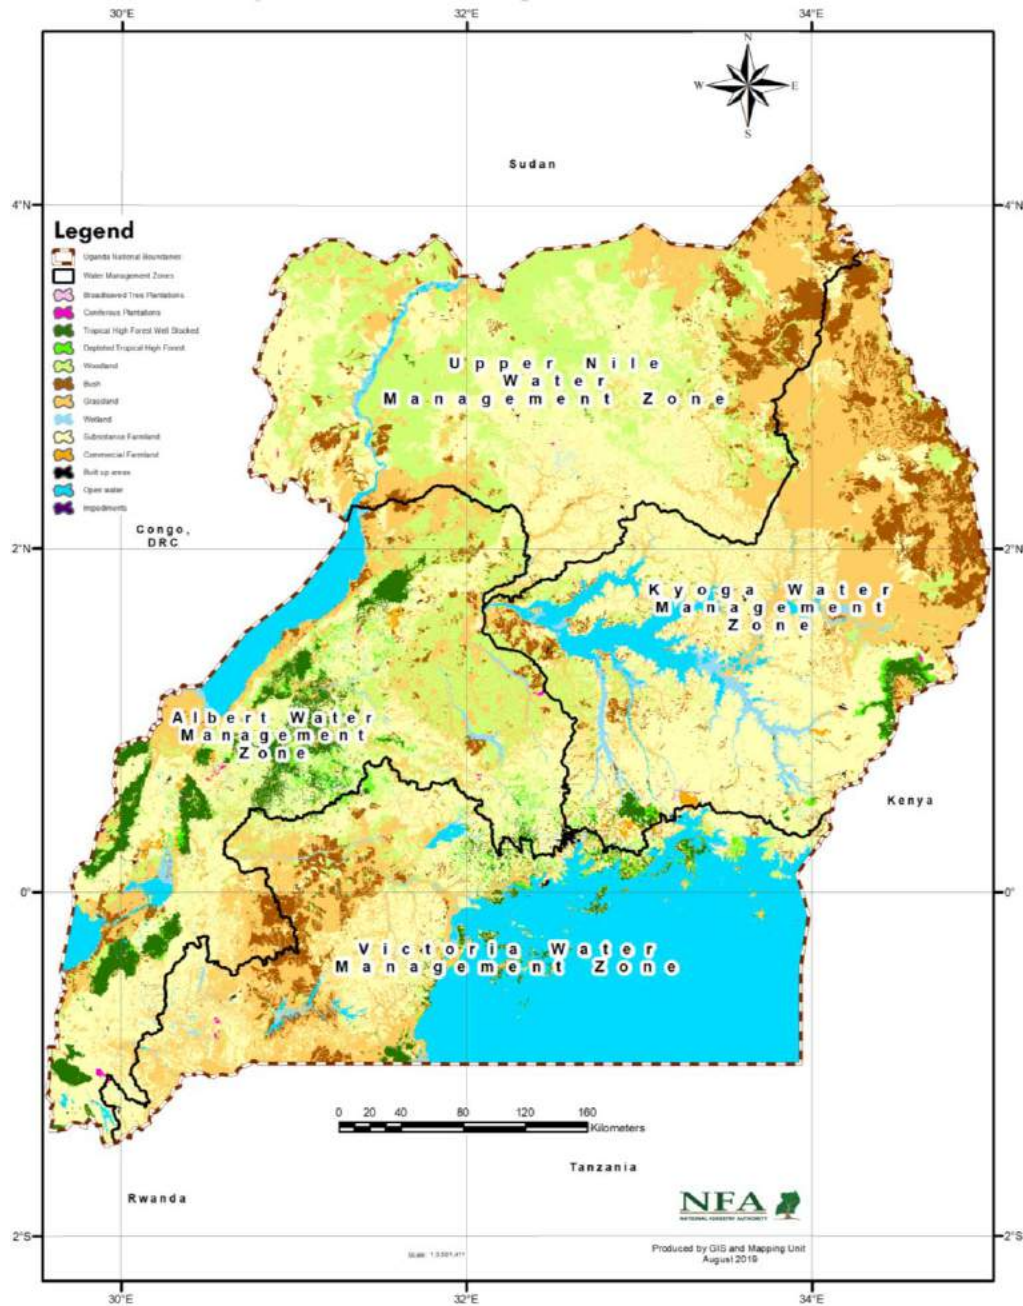 30°E 32°E 34°E
N
W E
S
Sudan
4°N 4°N
Legend
Uganda National Boundaries
Water Management Zones
Broadleaved Tree Plantations
Coniferous Plantations
Tropical High Forest Well Stocked
Depleted Tropical High Forest
Woodland
Bush
Grassland
Wetland
Subsistence Farmland
Commercial Farmland
Built up areas
Open water
Impediments
Upper Nile
Water
Management Zone
Congo,
DRC
2°N 2°N
Kyoga Water
Management
Zone
Albert Water
Management
Zone
Kenya
0° 0°
Victoria Water
Management Zone
0 20 40 80 120 160
Kilometers
Tanzania
Rwanda
NFA
NATIONAL FORESTRY AUTHORITY
2°S 2°S
Produced by GIS and Mapping Unit
August 2019
30°E 32°E 34°E